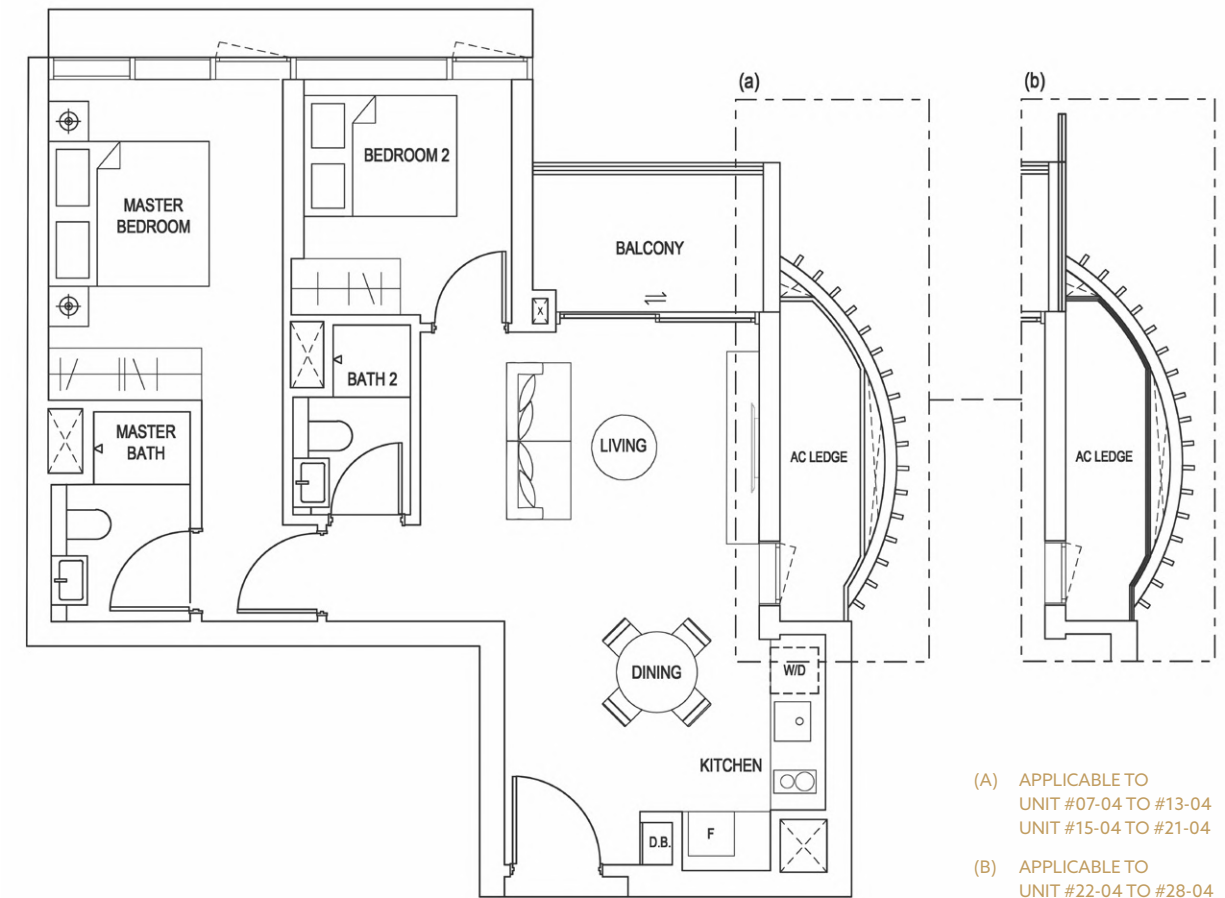 (a)
(b)
BEDROOM 2
MASTER
BEDROOM
BALCONY
X
BATH 2
MASTER
BATH
LIVING
AC LEDGE
AC LEDGE
DINING
W/D
KITCHEN
D.B.
F
(A) APPLICABLE TO
UNIT #07-04 TO #13-04
UNIT #15-04 TO #21-04
(B) APPLICABLE TO
UNIT #22-04 TO #28-04